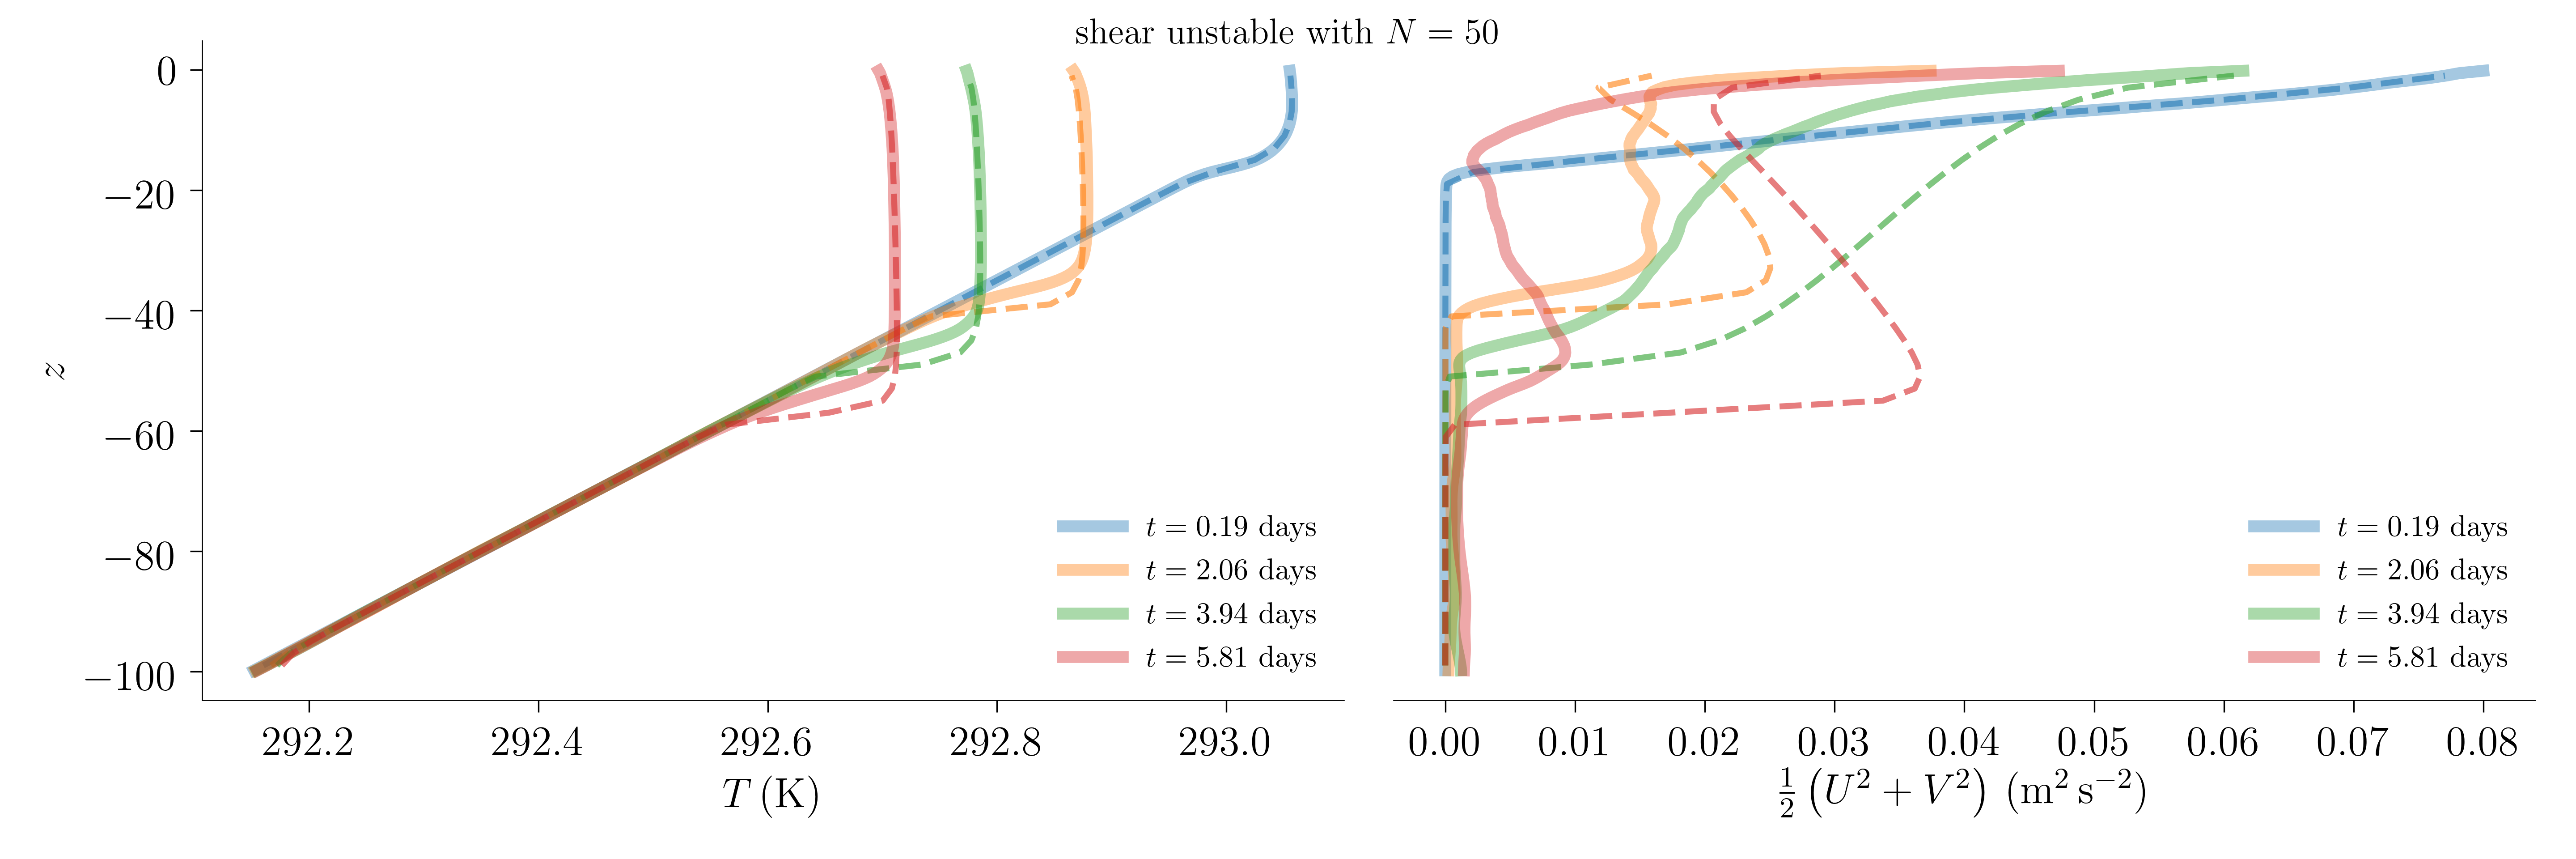 shear unstable with N = 50
z
0
−20
−40
−60
−80
−100
t = 0.19 days
t = 2.06 days
t = 3.94 days
t = 5.81 days
292.2 292.4 292.6 292.8 293.0
T (K)
t = 0.19 days
t = 2.06 days
t = 3.94 days
t = 5.81 days
0.00 0.01 0.02 0.03 0.04 0.05 0.06 0.07 0.08
½ (U² + V²) (m² s⁻²)